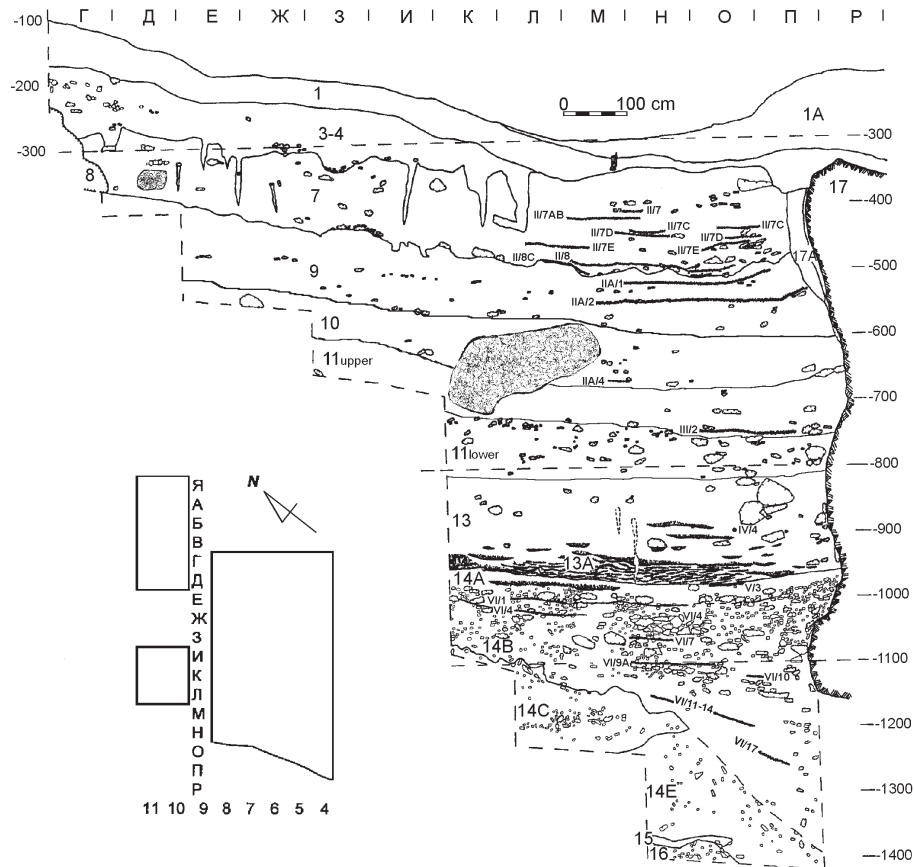 Г Д Е Ж З И К Л М Н О П Р
-100
-200
-300
0 100 cm
1
1A
3-4
-300
8
7
17
-400
II/7
II/7AB
II/7C
II/7C
II/7D
II/7D
II/7E
II/7E
II/8C
II/8
17A
-500
9
IIA/1
IIA/2
10
-600
11upper
IIA/4
-700
III/2
11lower
-800
13
IV/4
-900
13A
14A
V/3
-1000
VI/1
VI/4
VI/4
VI/7
14B
VI/9A
VI/10
-1100
14C
VI/11-14
-1200
VI/17
14E
-1300
15
16
-1400
N
Я
А
Б
В
Г
Д
Е
Ж
З
И
К
Л
М
Н
О
П
Р
11 10 9 8 7 6 5 4